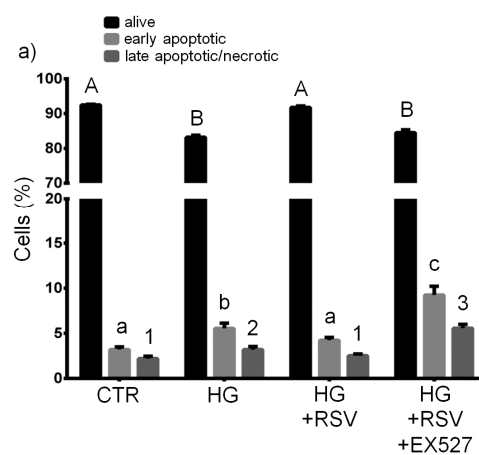 alive
early apoptotic
late apoptotic/necrotic
a)
100
90
80
70
20
15
10
5
0
Cells (%)
A
B
A
B
a
1
b
2
a
1
c
3
CTR
HG
HG
+RSV
HG
+RSV
+EX527